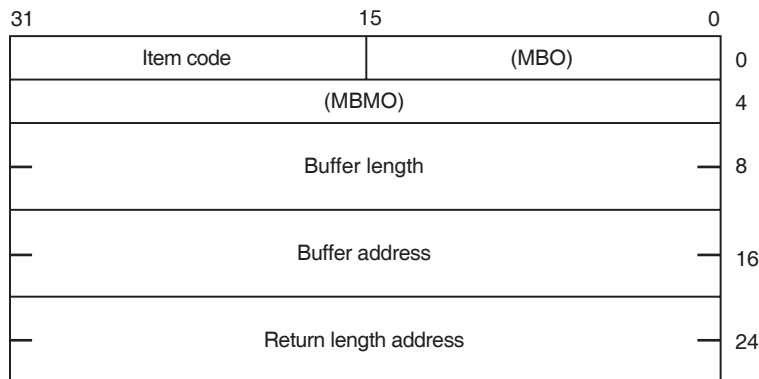 31 15 0
Item code (MBO) 0
(MBMO) 4
Buffer length 8
Buffer address 16
Return length address 24